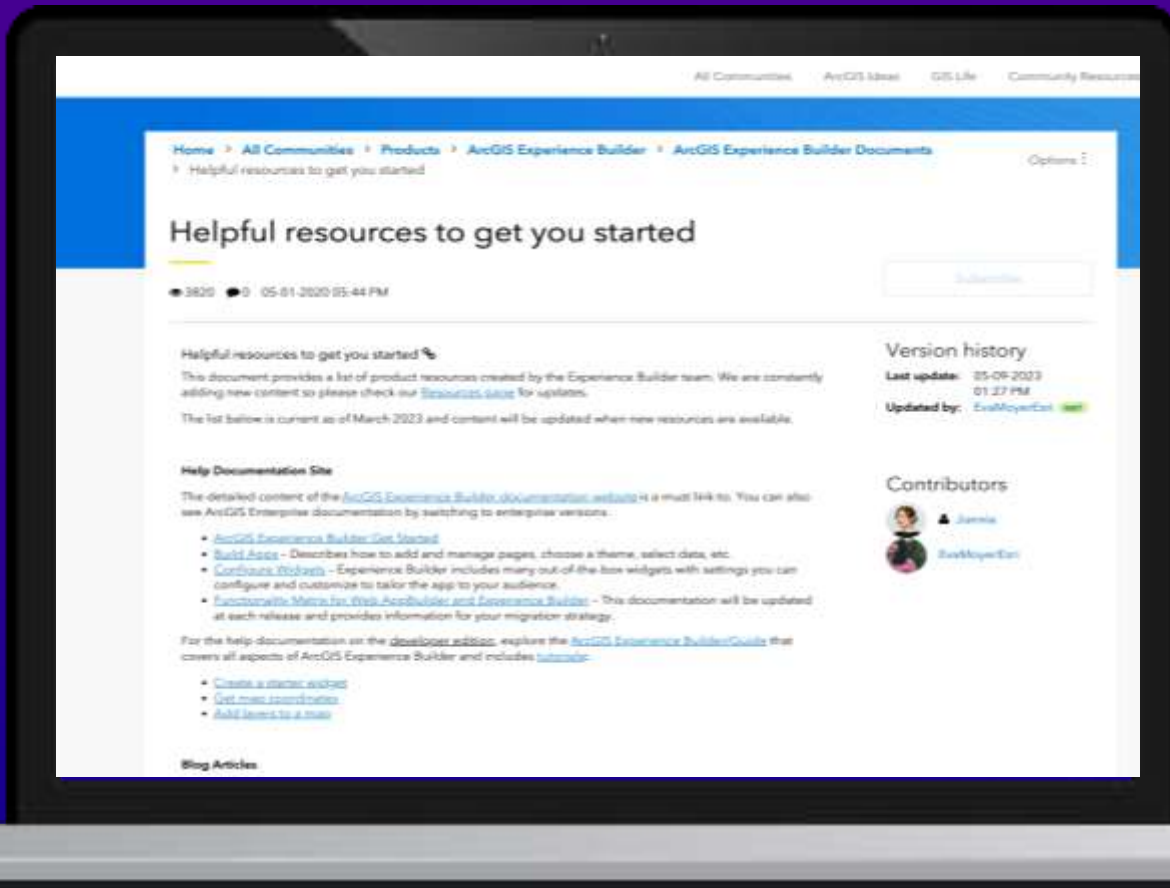 All Communities ArcGIS Ideas GIS Life Community Resources
Home > All Communities > Products > ArcGIS Experience Builder > ArcGIS Experience Builder Documents
> Helpful resources to get you started
Options
Helpful resources to get you started
Subscribe
3820 0 05-01-2020 05:44 PM
Helpful resources to get you started
This document provides a list of product resources created by the Experience Builder team. We are constantly
adding new content so please check our Resources page for updates.
The list below is current as of March 2023 and content will be updated when new resources are available.
Help Documentation Site
The detailed content of the ArcGIS Experience Builder documentation website is a must link to. You can also
see ArcGIS Enterprise documentation by switching to enterprise versions.
• ArcGIS Experience Builder Get Started
• Build Apps – Describes how to add and manage pages, choose a theme, select data, etc.
• Configure Widgets – Experience Builder includes many out-of-the-box widgets with settings you can
configure and customize to tailor the app to your audience.
• Functionality Matrix for Web AppBuilder and Experience Builder – This documentation will be updated
at each release and provides information for your migration strategy.
For the help documentation on the developer edition, explore the ArcGIS Experience Builder/Guide that
covers all aspects of ArcGIS Experience Builder and includes tutorials:
• Create a starter widget
• Get map coordinates
• Add layers to a map
Blog Articles
Version history
Last update: 05-09-2023
01:27 PM
Updated by: EvaMoyerEsri
Contributors
Jianxia
EvaMoyerEsri